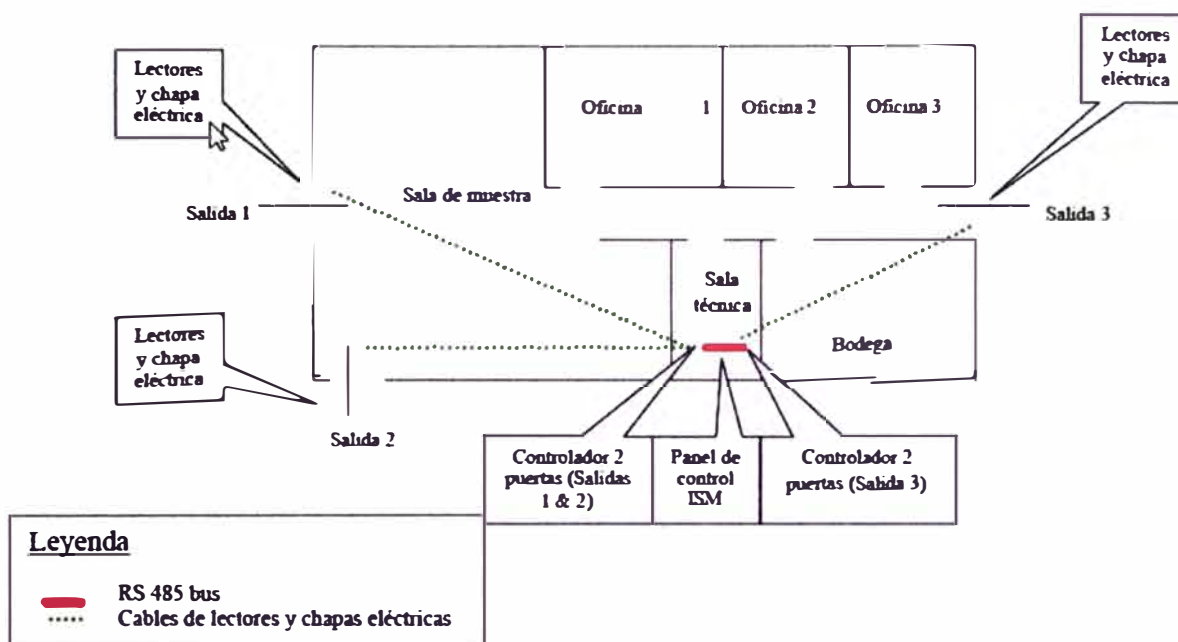 Lectores
y chapa
eléctrica
Lectores
y chapa
eléctrica
Oficina 1
Oficina 2
Oficina 3
Sala de muestra
Salida 1
Salida 3
Sala
técnica
Lectores
y chapa
eléctrica
Bodega
Salida 2
Controlador 2
puertas (Salidas
1 & 2)
Panel de
control
ISM
Controlador 2
puertas (Salida 3)
Leyenda
RS 485 bus
Cables de lectores y chapas eléctricas